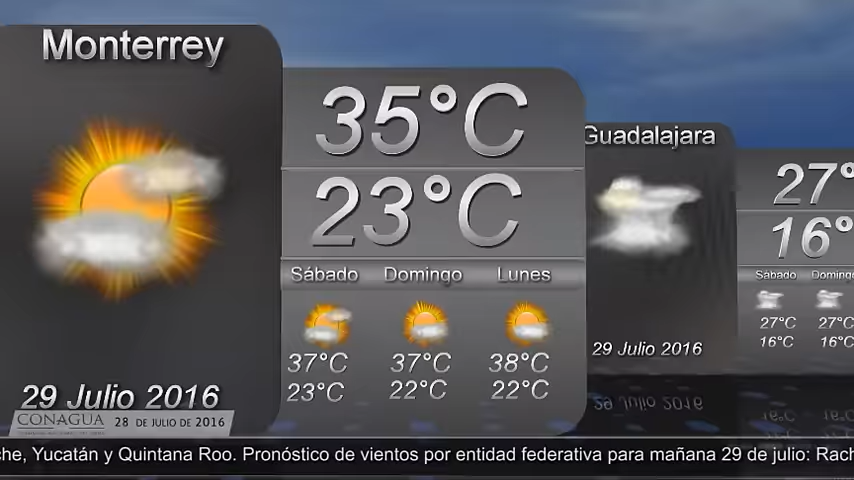 Monterrey
35°C
23°C
Sábado Domingo Lunes
37°C 37°C 38°C
23°C 22°C 22°C
29 Julio 2016
CONAGUA 28 DE JULIO DE 2016
Guadalajara
27°
16°
Sábado Domingo
27°C 27°C
16°C 16°C
29 Julio 2016
che, Yucatán y Quintana Roo. Pronóstico de vientos por entidad federativa para mañana 29 de julio: Rach